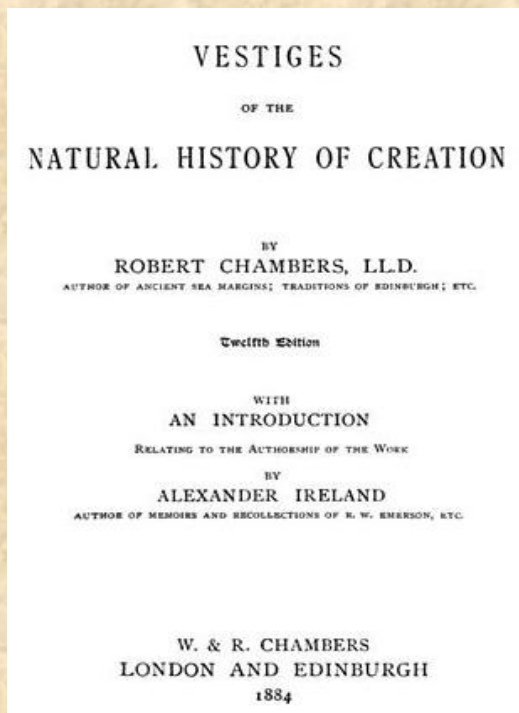 VESTIGES
OF THE
NATURAL HISTORY OF CREATION
BY
ROBERT CHAMBERS, LL.D.
AUTHOR OF ANCIENT SEA MARGINS; TRADITIONS OF EDINBURGH; ETC.
Twelfth Edition
WITH
AN INTRODUCTION
RELATING TO THE AUTHORSHIP OF THE WORK
BY
ALEXANDER IRELAND
AUTHOR OF MEMOIRS AND RECOLLECTIONS OF R. W. EMERSON, ETC.
W. & R. CHAMBERS
LONDON AND EDINBURGH
1884